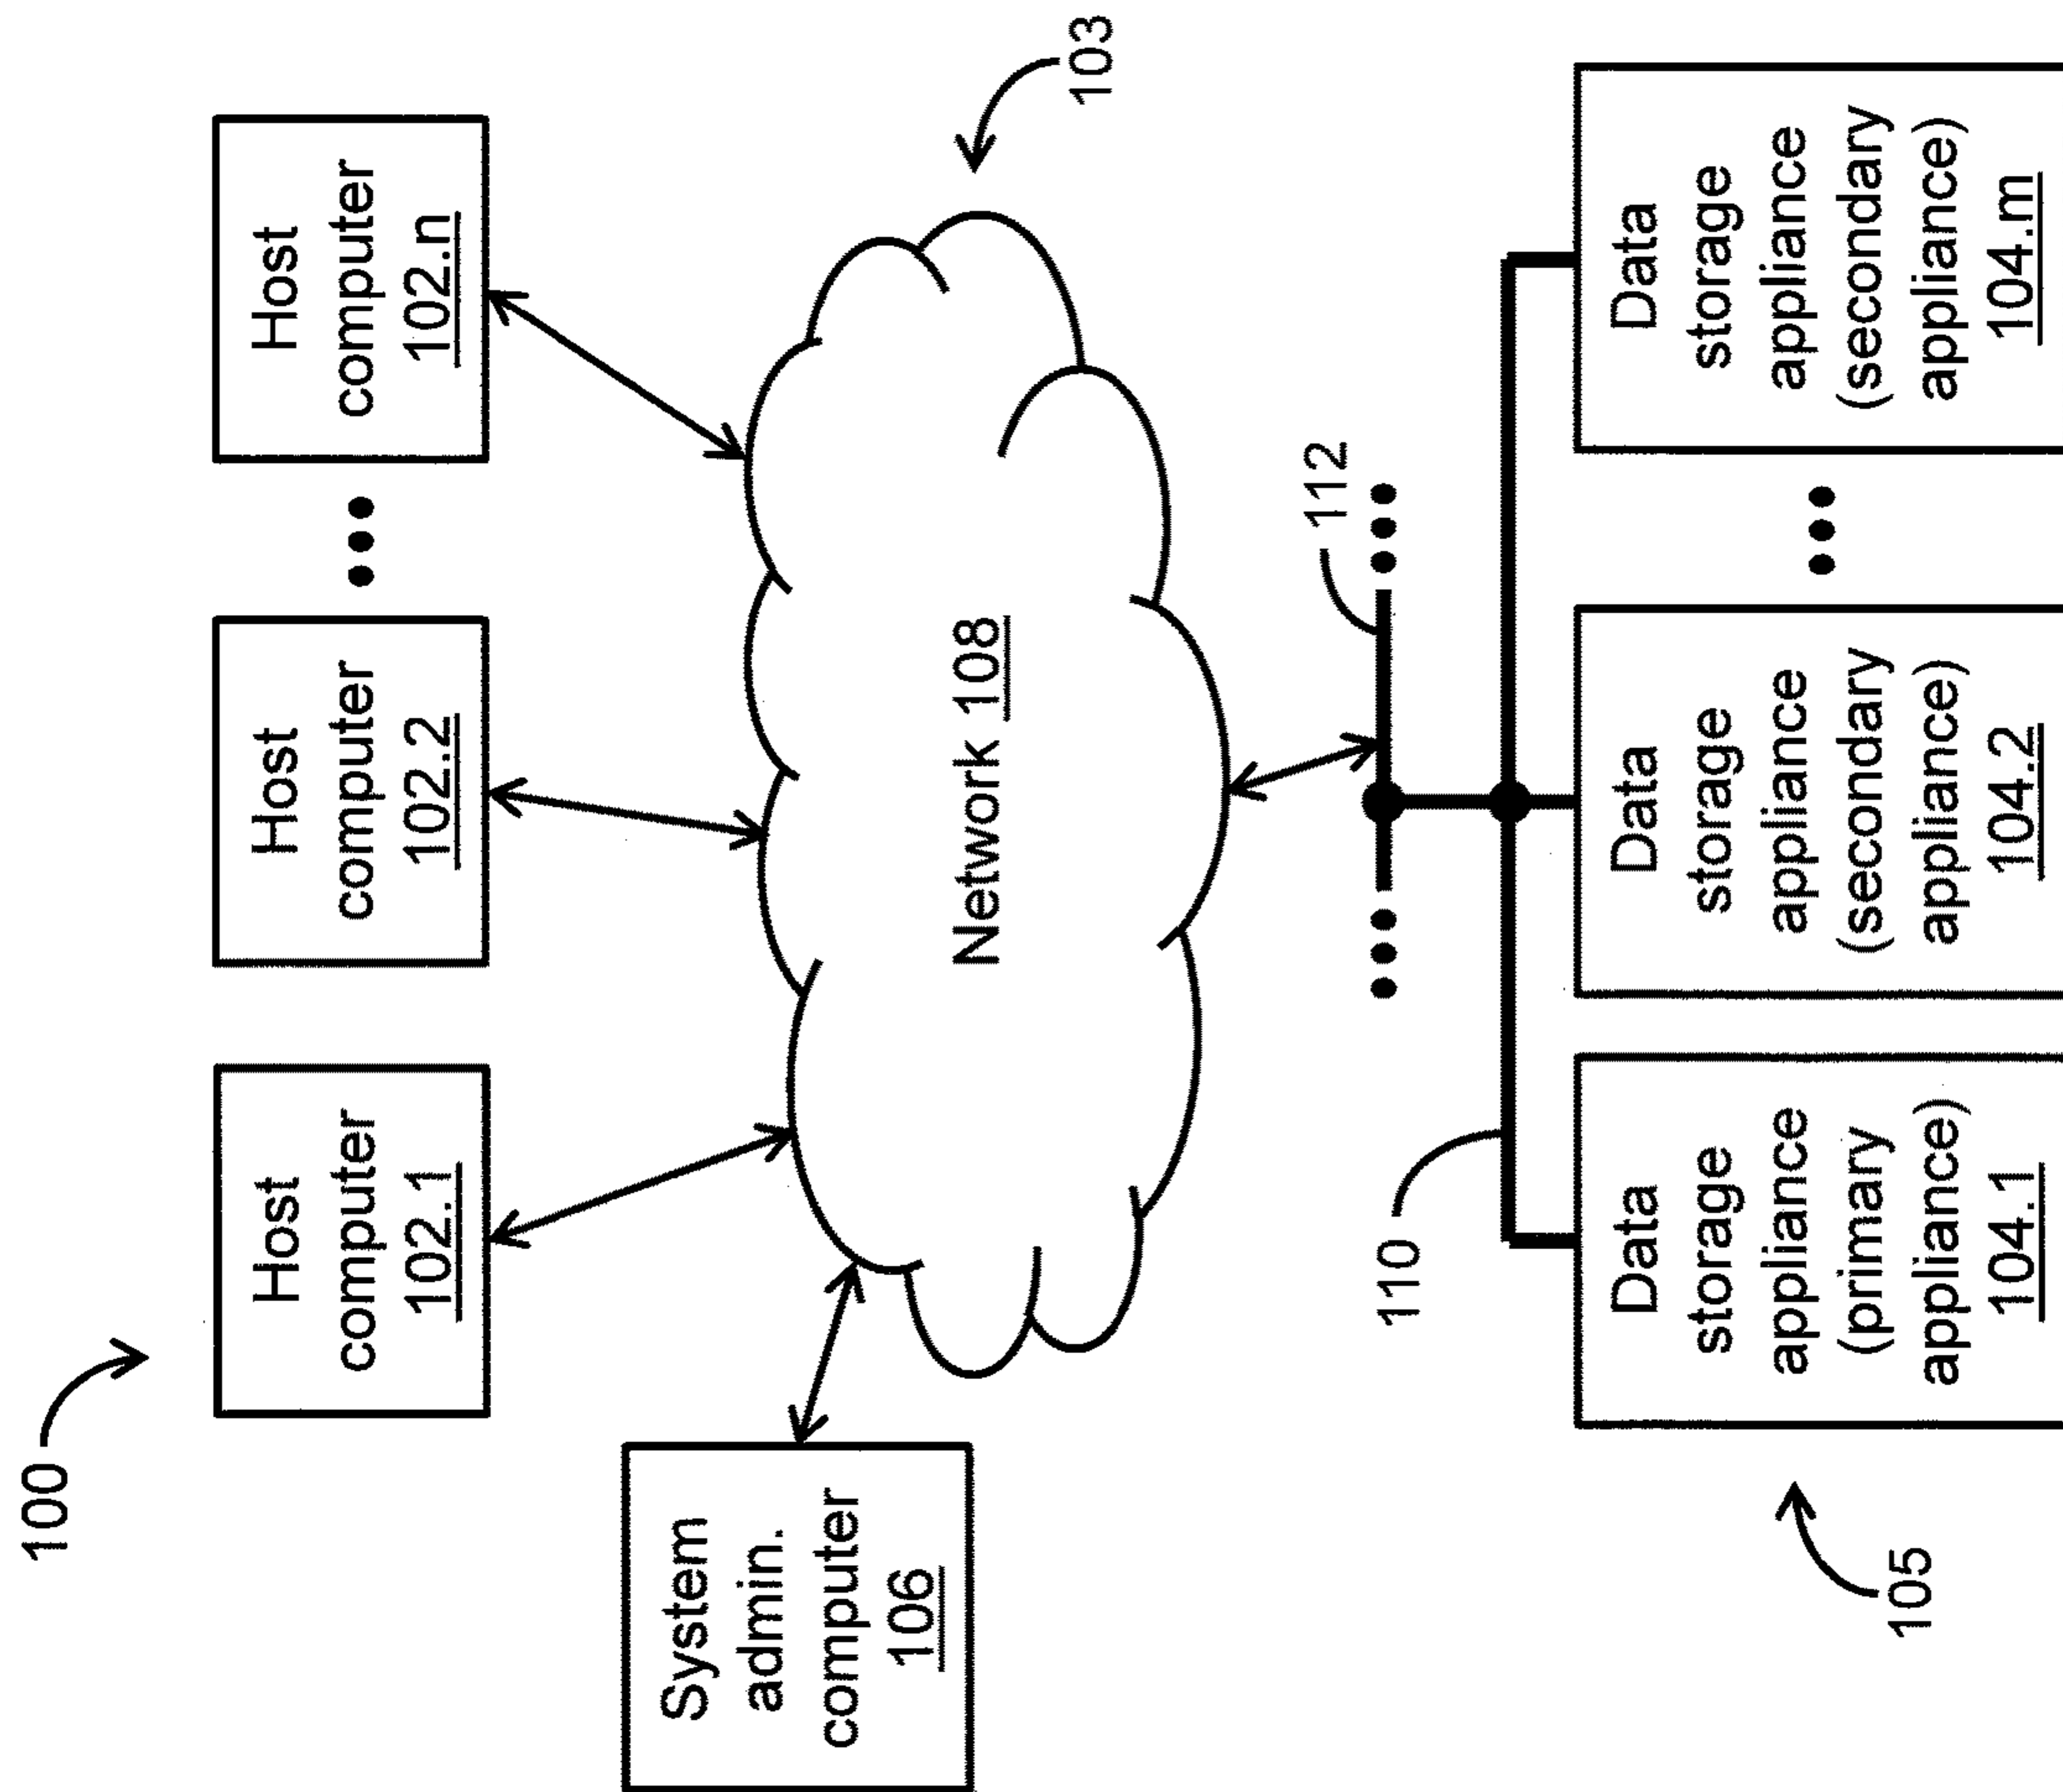 100
Host
computer
102.1
Host
computer
102.2
Host
computer
102.n
System
admin.
computer
106
Network 108
103
112
110
105
Data
storage
appliance
(primary
appliance)
104.1
Data
storage
appliance
(secondary
appliance)
104.2
Data
storage
appliance
(secondary
appliance)
104.m